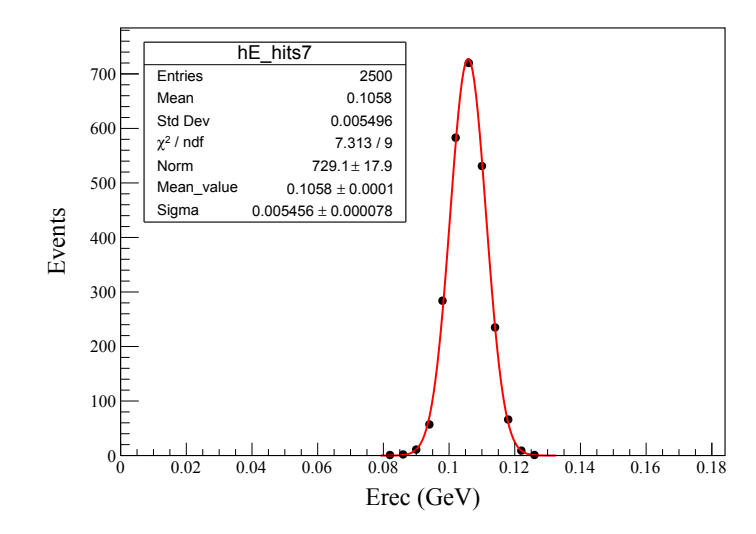 hE_hits7
Entries 2500
Mean 0.1058
Std Dev 0.005496
χ² / ndf 7.313 / 9
Norm 729.1 ± 17.9
Mean_value 0.1058 ± 0.0001
Sigma 0.005456 ± 0.000078
700
600
500
400
300
200
100
0
Events
0 0.02 0.04 0.06 0.08 0.1 0.12 0.14 0.16 0.18
Erec (GeV)